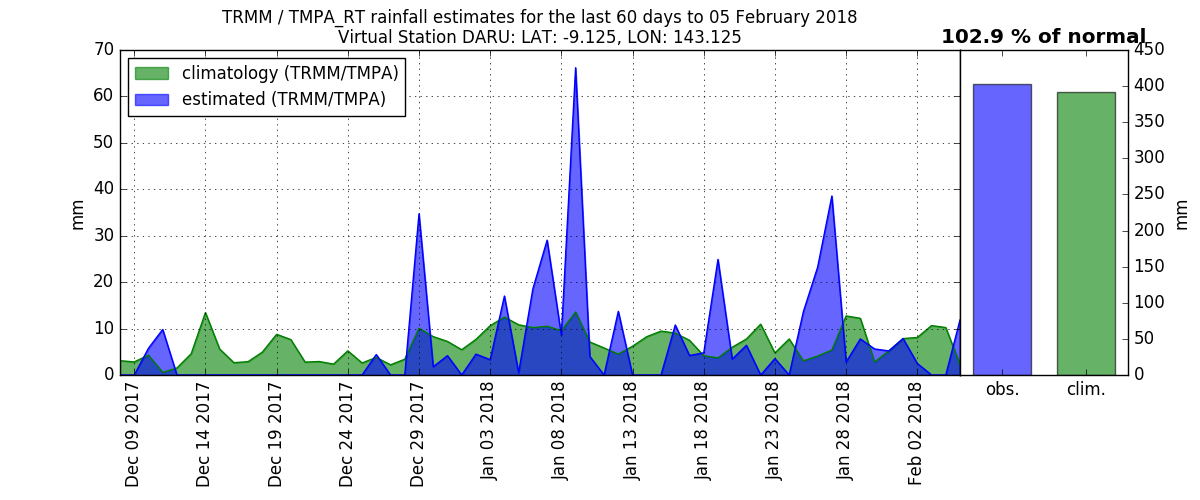 TRMM / TMPA_RT rainfall estimates for the last 60 days to 05 February 2018
Virtual Station DARU: LAT: -9.125, LON: 143.125
102.9 % of normal
climatology (TRMM/TMPA)
estimated (TRMM/TMPA)
70
60
50
40
30
20
10
0
mm
Dec 09 2017
Dec 14 2017
Dec 19 2017
Dec 24 2017
Dec 29 2017
Jan 03 2018
Jan 08 2018
Jan 13 2018
Jan 18 2018
Jan 23 2018
Jan 28 2018
Feb 02 2018
obs.
clim.
450
400
350
300
250
200
150
100
50
0
mm